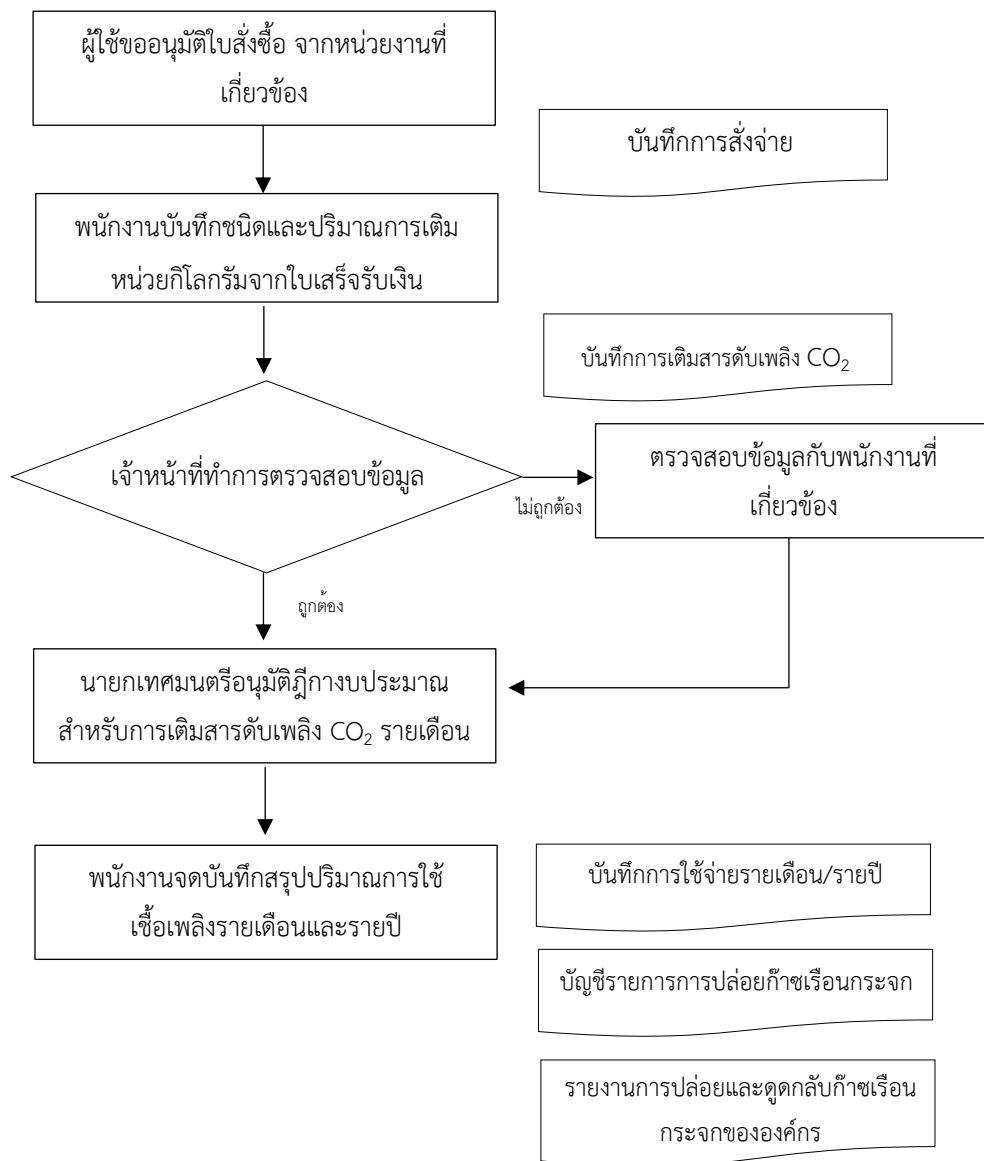 ผู้ใช้ขออนุมัติใบสั่งซื้อ จากหน่วยงานที่
เกี่ยวข้อง
บันทึกการสั่งจ่าย
พนักงานบันทึกชนิดและปริมาณการเติม
หน่วยกิโลกรัมจากใบเสร็จรับเงิน
บันทึกการเติมสารดับเพลิง CO₂
เจ้าหน้าที่ทำการตรวจสอบข้อมูล
ไม่ถูกต้อง
ตรวจสอบข้อมูลกับพนักงานที่
เกี่ยวข้อง
ถูกต้อง
นายกเทศมนตรีอนุมัติฎีกางบประมาณ
สำหรับการเติมสารดับเพลิง CO₂ รายเดือน
พนักงานจดบันทึกสรุปปริมาณการใช้
เชื้อเพลิงรายเดือนและรายปี
บันทึกการใช้จ่ายรายเดือน/รายปี
บัญชีรายการการปล่อยก๊าซเรือนกระจก
รายงานการปล่อยและดูดกลับก๊าซเรือน
กระจกขององค์กร